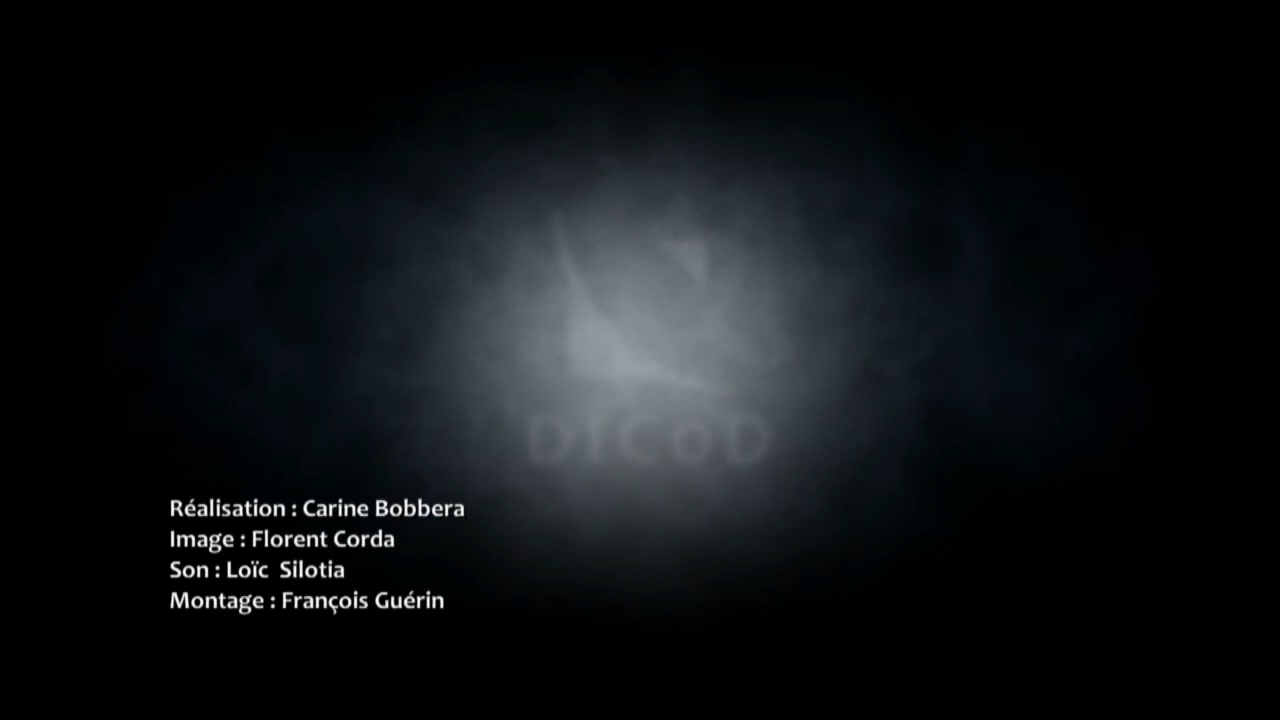 DICoD
Réalisation : Carine Bobbera
Image : Florent Corda
Son : Loïc  Silotia
Montage : François Guérin